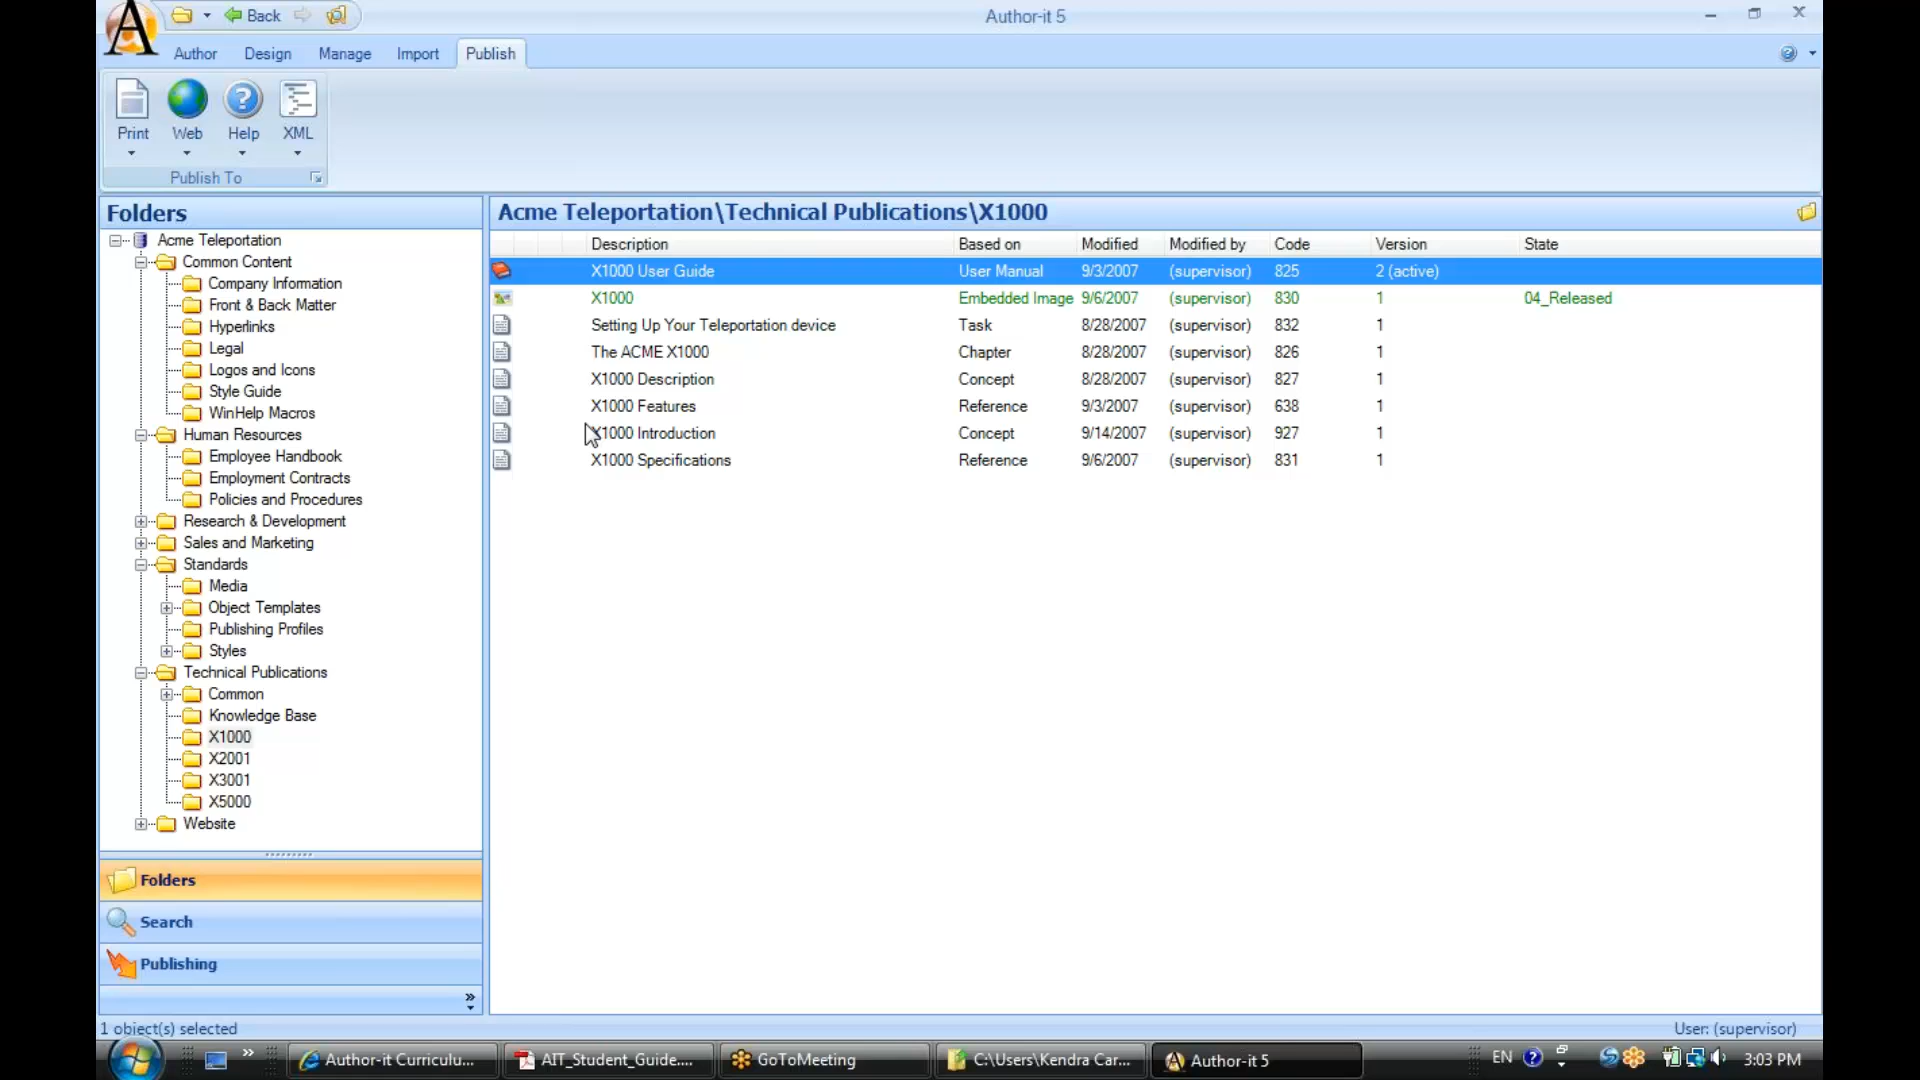 Back
Author-it 5
Author Design Manage Import Publish
Print Web Help XML
Publish To
Folders
Acme Teleportation
Common Content
Company Information
Front & Back Matter
Hyperlinks
Legal
Logos and Icons
Style Guide
WinHelp Macros
Human Resources
Employee Handbook
Employment Contracts
Policies and Procedures
Research & Development
Sales and Marketing
Standards
Media
Object Templates
Publishing Profiles
Styles
Technical Publications
Common
Knowledge Base
X1000
X2001
X3001
X5000
Website
Folders
Search
Publishing
Acme Teleportation\Technical Publications\X1000
Description Based on Modified Modified by Code Version State
X1000 User Guide User Manual 9/3/2007 (supervisor) 825 2 (active)
X1000 Embedded Image 9/6/2007 (supervisor) 830 1 04_Released
Setting Up Your Teleportation device Task 8/28/2007 (supervisor) 832 1
The ACME X1000 Chapter 8/28/2007 (supervisor) 826 1
X1000 Description Concept 8/28/2007 (supervisor) 827 1
X1000 Features Reference 9/3/2007 (supervisor) 638 1
X1000 Introduction Concept 9/14/2007 (supervisor) 927 1
X1000 Specifications Reference 9/6/2007 (supervisor) 831 1
1 object(s) selected
User: (supervisor)
Author-it Curriculu... AIT_Student_Guide.... GoToMeeting C:\Users\Kendra Car... Author-it 5 EN 3:03 PM